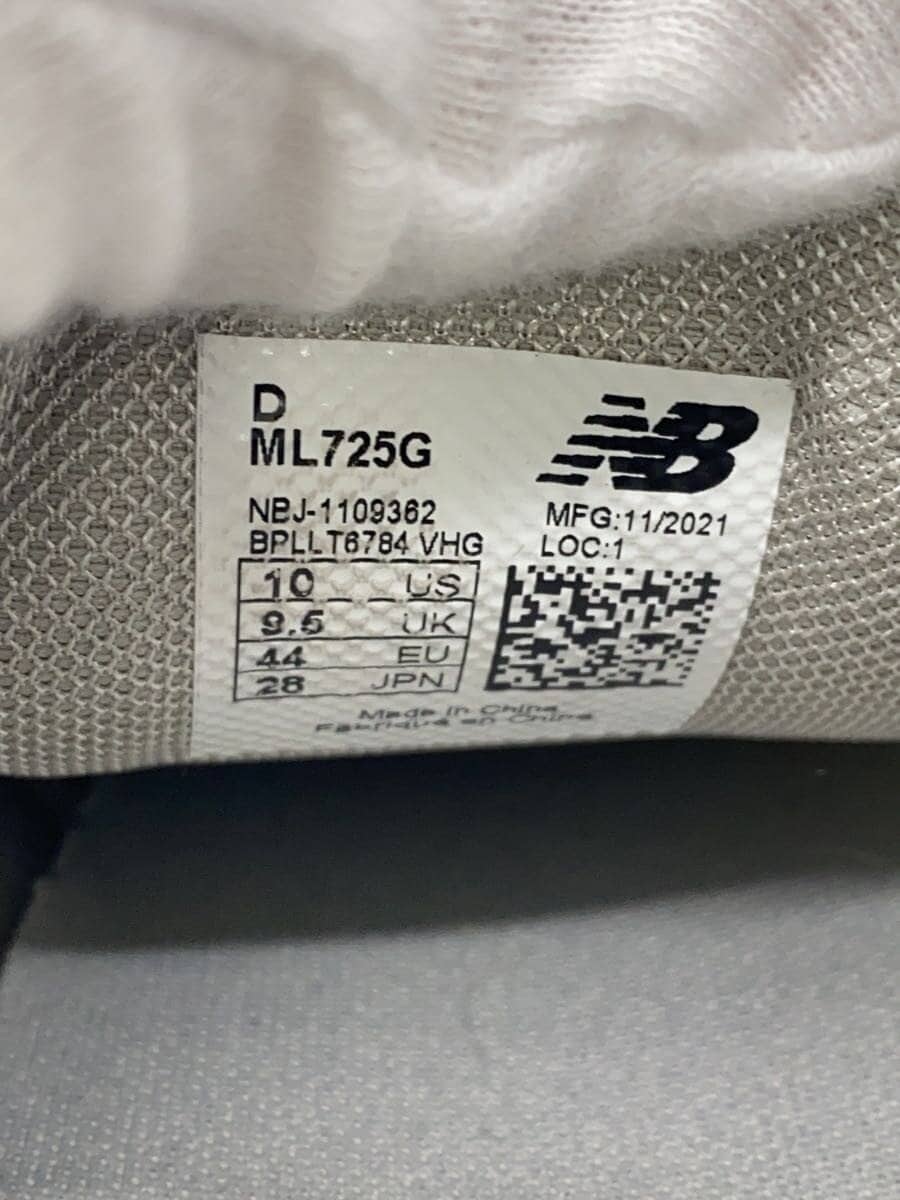 D
ML725G
NB
NBJ-1109362
MFG:11/2021
BPLLT6784 VHG
LOC:1
10 US
9.5 UK
44 EU
28 JPN
Made in China
Fabriqué en Chine